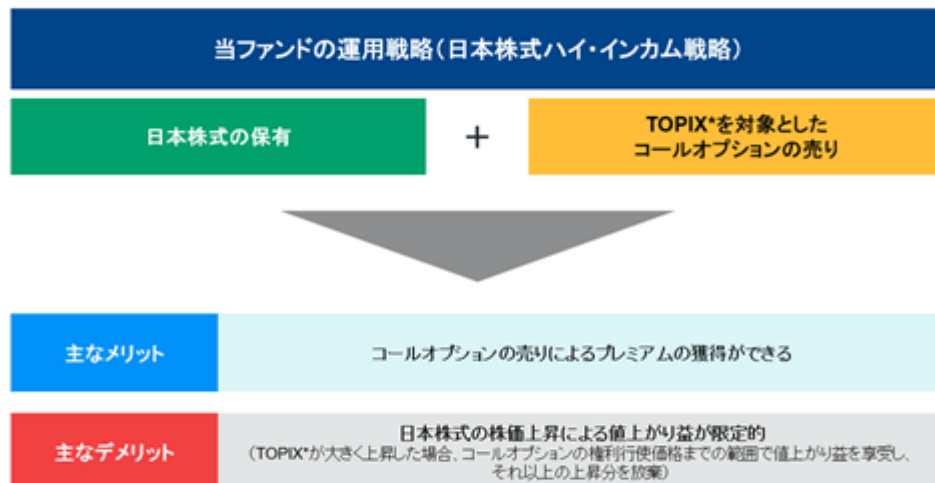 当ファンドの運用戦略(日本株式ハイ・インカム戦略)
日本株式の保有
+
TOPIX*を対象とした
コールオプションの売り
主なメリット
コールオプションの売りによるプレミアムの獲得ができる
主なデメリット
日本株式の株価上昇による値上がり益が限定的
(TOPIX*が大きく上昇した場合、コールオプションの権利行使価格までの範囲で値上がり益を享受し、
それ以上の上昇分を放棄)